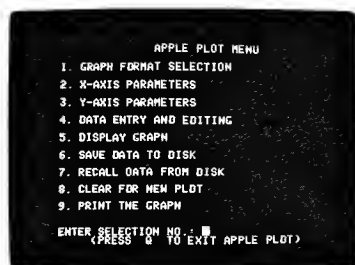 APPLE PLOT MENU
1. GRAPH FORMAT SELECTION
2. X-AXIS PARAMETERS
3. Y-AXIS PARAMETERS
4. DATA ENTRY AND EDITING
5. DISPLAY GRAPH
6. SAVE DATA TO DISK
7. RECALL DATA FROM DISK
8. CLEAR FOR NEW PLOT
9. PRINT THE GRAPH
ENTER SELECTION NO.:
(PRESS Q TO EXIT APPLE PLOT)